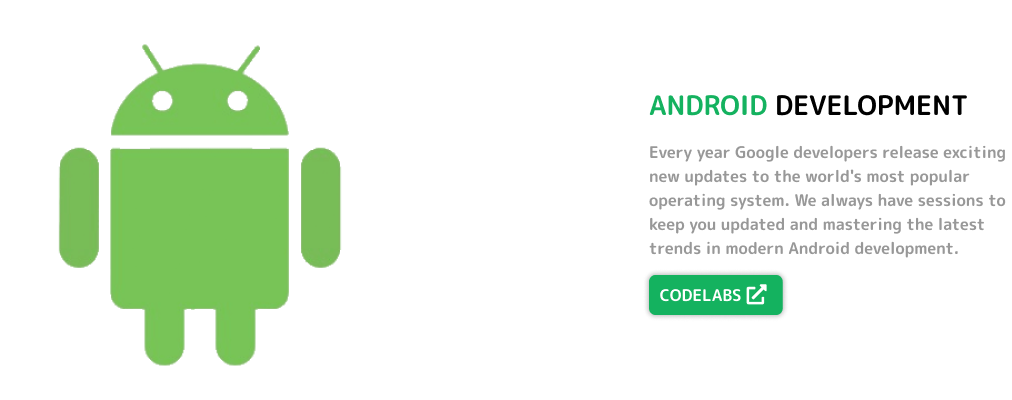 ANDROID DEVELOPMENT
Every year Google developers release exciting
new updates to the world's most popular
operating system. We always have sessions to
keep you updated and mastering the latest
trends in modern Android development.
CODELABS